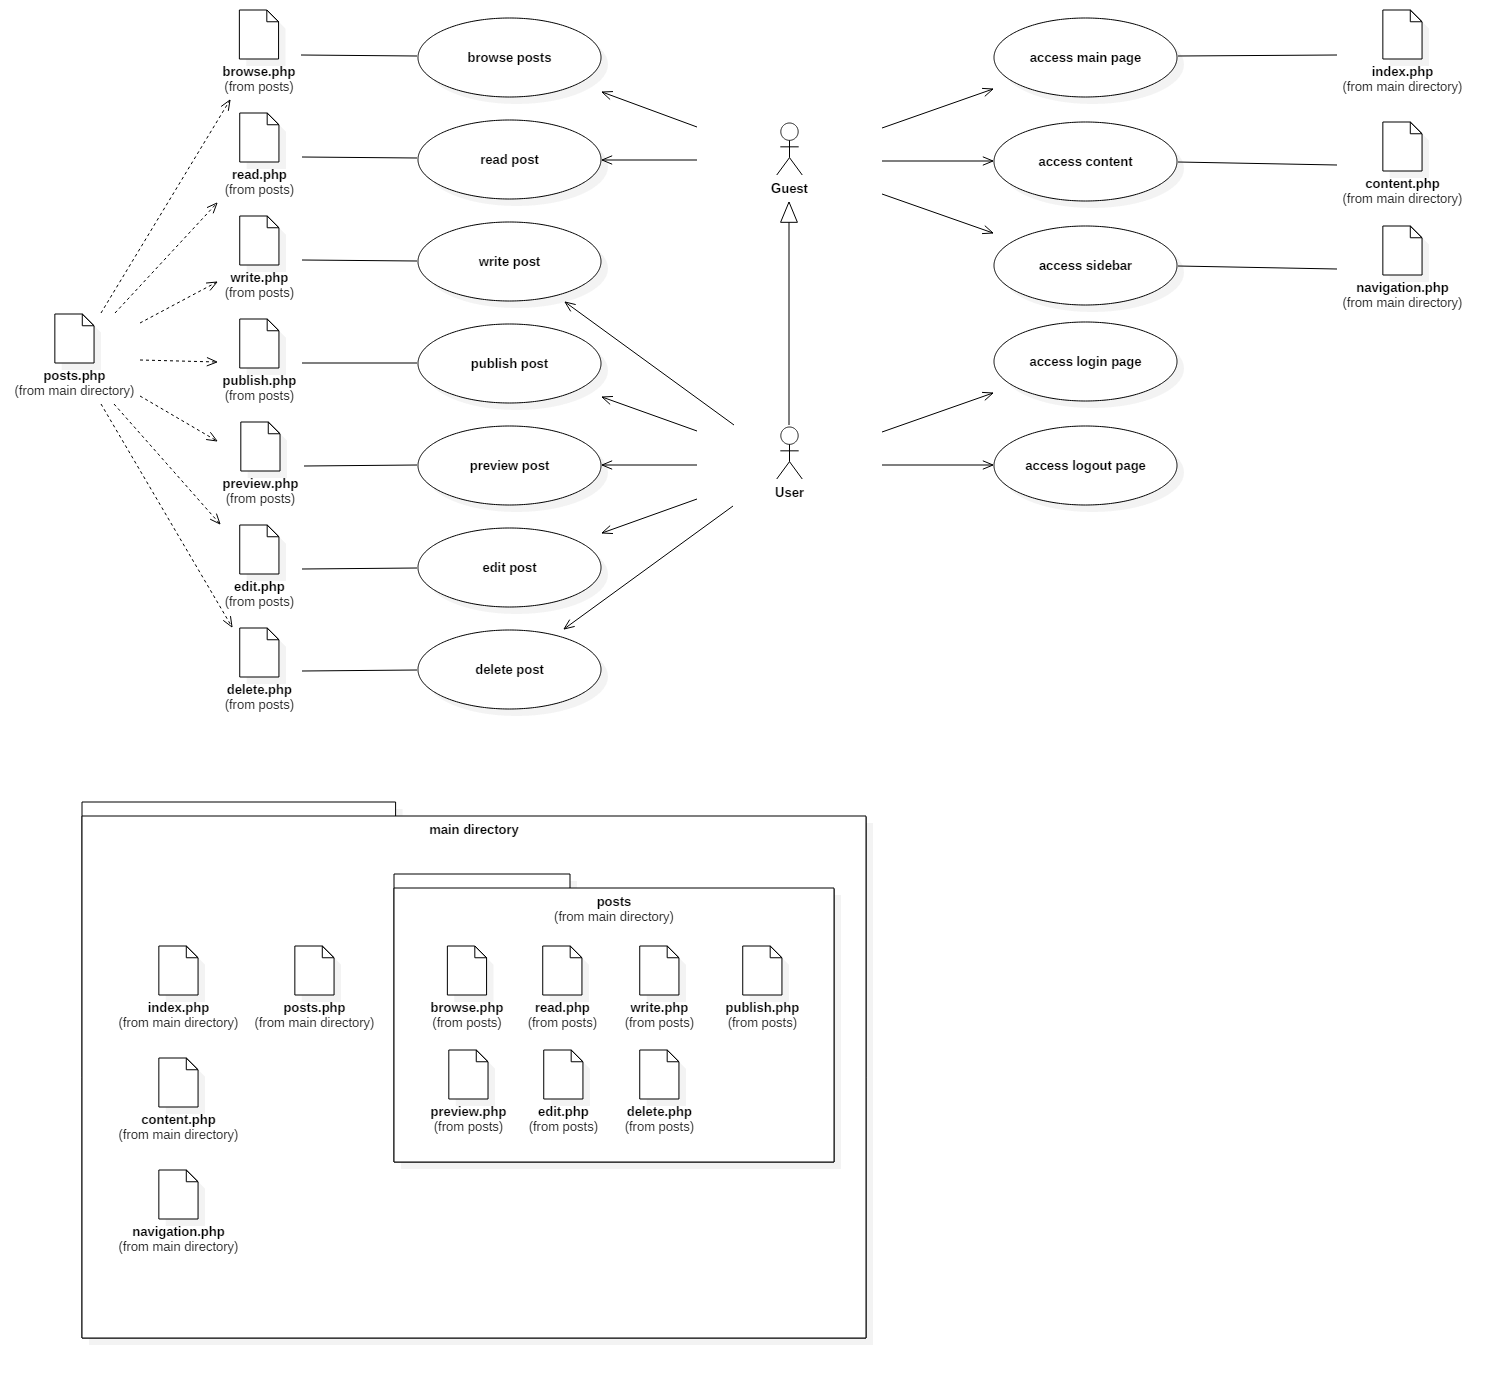 browse.php
(from posts)
browse posts
access main page
index.php
(from main directory)
read.php
(from posts)
read post
Guest
access content
content.php
(from main directory)
write.php
(from posts)
write post
access sidebar
navigation.php
(from main directory)
posts.php
(from main directory)
publish.php
(from posts)
publish post
access login page
preview.php
(from posts)
preview post
User
access logout page
edit.php
(from posts)
edit post
delete.php
(from posts)
delete post
main directory
posts
(from main directory)
index.php
(from main directory)
posts.php
(from main directory)
browse.php
(from posts)
read.php
(from posts)
write.php
(from posts)
publish.php
(from posts)
content.php
(from main directory)
preview.php
(from posts)
edit.php
(from posts)
delete.php
(from posts)
navigation.php
(from main directory)